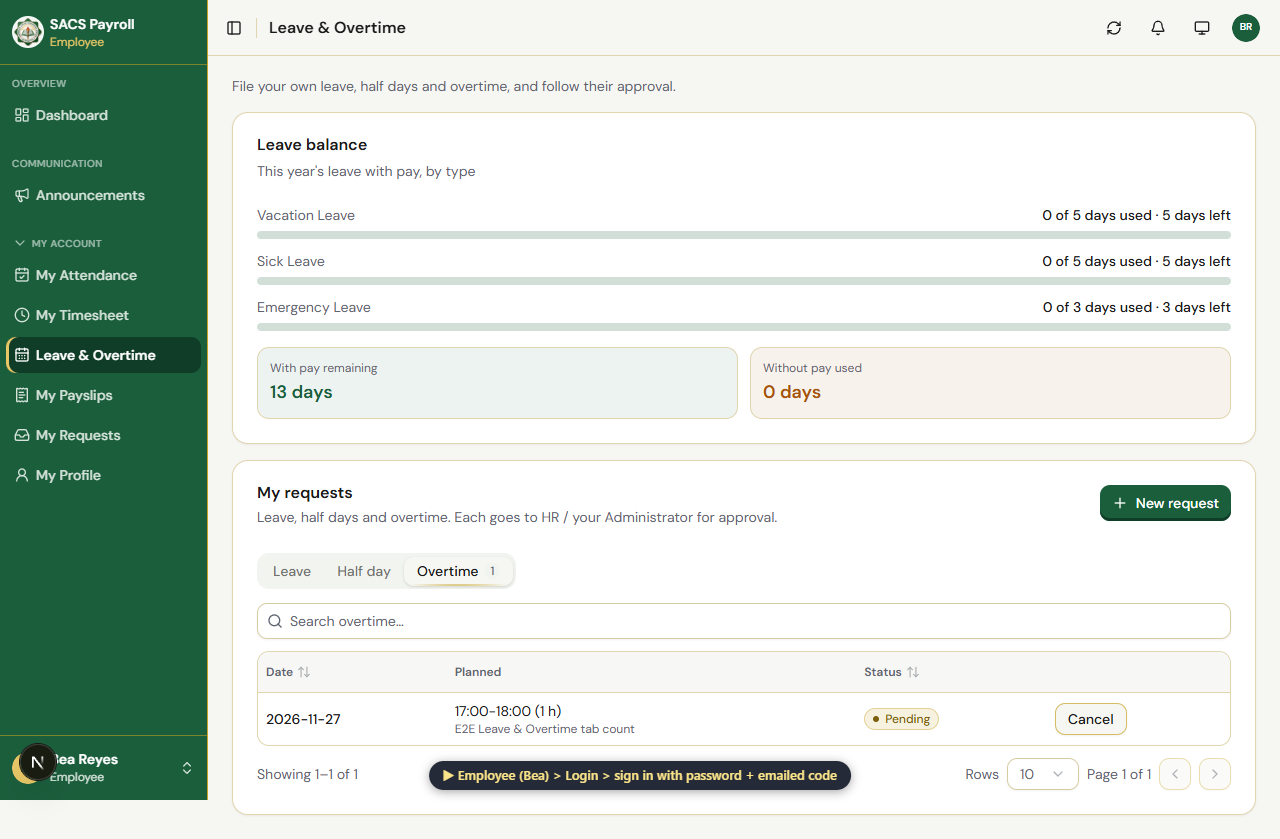 SACS Payroll
Employee
OVERVIEW
Dashboard
COMMUNICATION
Announcements
MY ACCOUNT
My Attendance
My Timesheet
Leave & Overtime
My Payslips
My Requests
My Profile
N
Bea Reyes
Employee
Leave & Overtime
BR
File your own leave, half days and overtime, and follow their approval.
Leave balance
This year's leave with pay, by type
Vacation Leave 0 of 5 days used · 5 days left
Sick Leave 0 of 5 days used · 5 days left
Emergency Leave 0 of 3 days used · 3 days left
With pay remaining
13 days
Without pay used
0 days
My requests
Leave, half days and overtime. Each goes to HR / your Administrator for approval.
+ New request
Leave Half day Overtime 1
Search overtime...
Date Planned Status
2026-11-27 17:00-18:00 (1 h) Pending Cancel
E2E Leave & Overtime tab count
Showing 1–1 of 1
▶ Employee (Bea) > Login > sign in with password + emailed code
Rows 10 Page 1 of 1